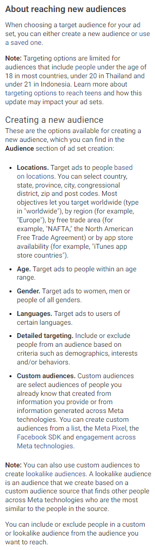 About reaching new audiences
When choosing a target audience for your ad
set, you can either create a new audience or use
a saved one.
Note: Targeting options are limited for
audiences that include people under the age of
18 in most countries, under 20 in Thailand and
under 21 in Indonesia. Learn more about
targeting options to reach teens and how this
update may impact your ad sets.
Creating a new audience
These are the options available for creating a
new audience, which you can find in the
Audience section of ad set creation:
• Locations. Target ads to people based
on locations. You can select country,
state, province, city, congressional
district, zip and post codes. Most
objectives let you target worldwide (type
in "worldwide"), by region (for example,
"Europe"), by free trade area (for
example, "NAFTA," the North American
Free Trade Agreement) or by app store
availability (for example, "iTunes app
store countries").
• Age. Target ads to people within an age
range.
• Gender. Target ads to women, men or
people of all genders.
• Languages. Target ads to users of
certain languages.
• Detailed targeting. Include or exclude
people from an audience based on
criteria such as demographics, interests
and/or behaviors.
• Custom audiences. Custom audiences
are select audiences of people you
already know that created from
information you provide or from
information generated across Meta
technologies. You can create custom
audiences from a list, the Meta Pixel, the
Facebook SDK and engagement across
Meta technologies.
Note: You can also use custom audiences to
create lookalike audiences. A lookalike audience
is an audience that we create based on a
custom audience source that finds other people
across Meta technologies who are the most
similar to the people in the source.
You can include or exclude people in a custom
or lookalike audience from the audience you
want to reach.